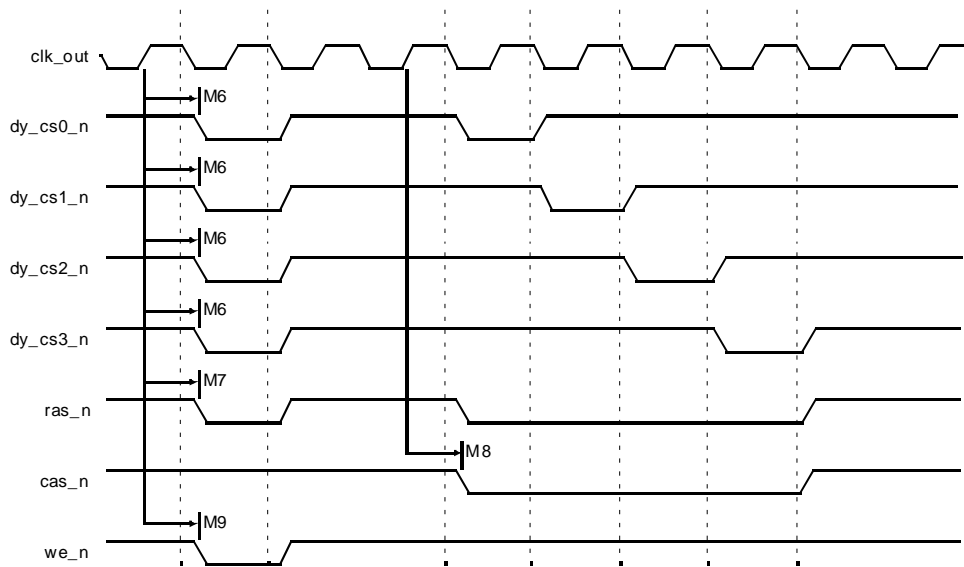 clk_out
M6
dy_cs0_n
M6
dy_cs1_n
M6
dy_cs2_n
M6
dy_cs3_n
M7
ras_n
M8
cas_n
M9
we_n